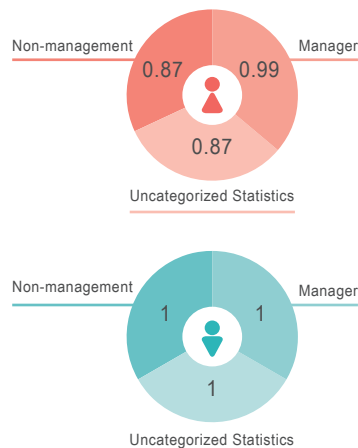 Non-management
Manager
0.87
0.99
0.87
Uncategorized Statistics
Non-management
Manager
1
1
1
Uncategorized Statistics